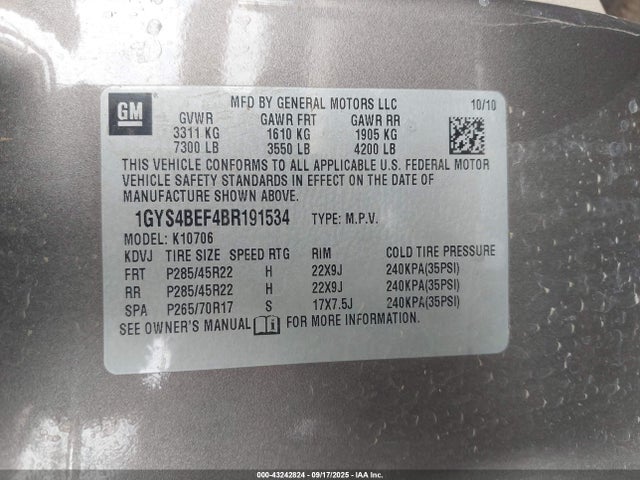 GM
MFD BY GENERAL MOTORS LLC 10/10
GVWR GAWR FRT GAWR RR
3311 KG 1610 KG 1905 KG
7300 LB 3550 LB 4200 LB
THIS VEHICLE CONFORMS TO ALL APPLICABLE U.S. FEDERAL MOTOR
VEHICLE SAFETY STANDARDS IN EFFECT ON THE DATE OF
MANUFACTURE SHOWN ABOVE.
1GYS4BEF4BR191534 TYPE: M.P.V.
MODEL: K10706
KDVJ TIRE SIZE SPEED RTG RIM COLD TIRE PRESSURE
FRT P285/45R22 H 22X9J 240KPA(35PSI)
RR P285/45R22 H 22X9J 240KPA(35PSI)
SPA P265/70R17 S 17X7.5J 240KPA(35PSI)
SEE OWNER'S MANUAL FOR MORE INFORMATION.
000-43242824 - 09/17/2025 - IAA Inc.